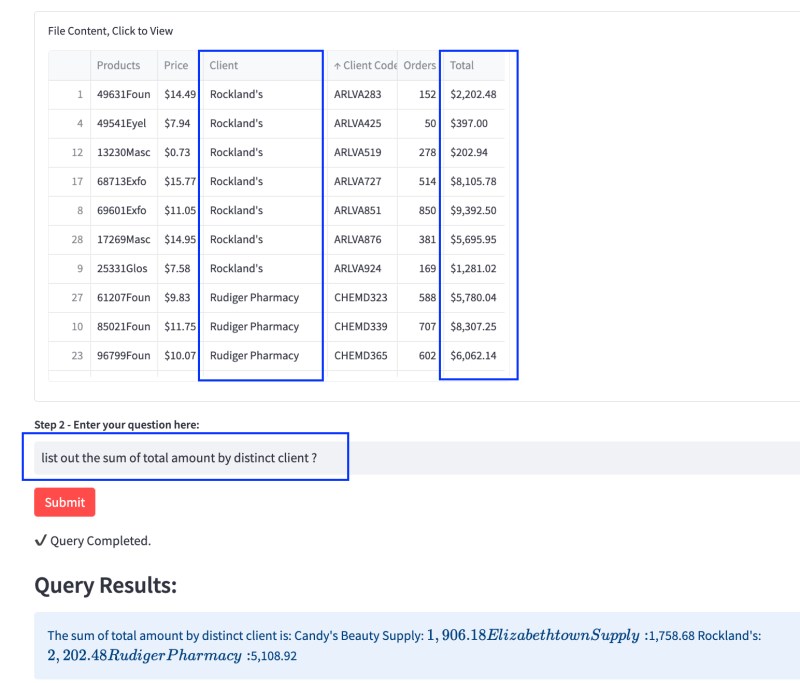 File Content, Click to View
Products Price Client ↑ Client Code Orders Total
1 49631Foun $14.49 Rockland's ARLVA283 152 $2,202.48
4 49541Eyel $7.94 Rockland's ARLVA425 50 $397.00
12 13230Masc $0.73 Rockland's ARLVA519 278 $202.94
17 68713Exfo $15.77 Rockland's ARLVA727 514 $8,105.78
8 69601Exfo $11.05 Rockland's ARLVA851 850 $9,392.50
28 17269Masc $14.95 Rockland's ARLVA876 381 $5,695.95
9 25331Glos $7.58 Rockland's ARLVA924 169 $1,281.02
27 61207Foun $9.83 Rudiger Pharmacy CHEMD323 588 $5,780.04
10 85021Foun $11.75 Rudiger Pharmacy CHEMD339 707 $8,307.25
23 96799Foun $10.07 Rudiger Pharmacy CHEMD365 602 $6,062.14
Step 2 - Enter your question here:
list out the sum of total amount by distinct client ?
Submit
✔ Query Completed.
Query Results:
The sum of total amount by distinct client is: Candy's Beauty Supply: 1,906.18ElizabethtownSupply :1,758.68 Rockland's:
2,202.48RudigerPharmacy :5,108.92